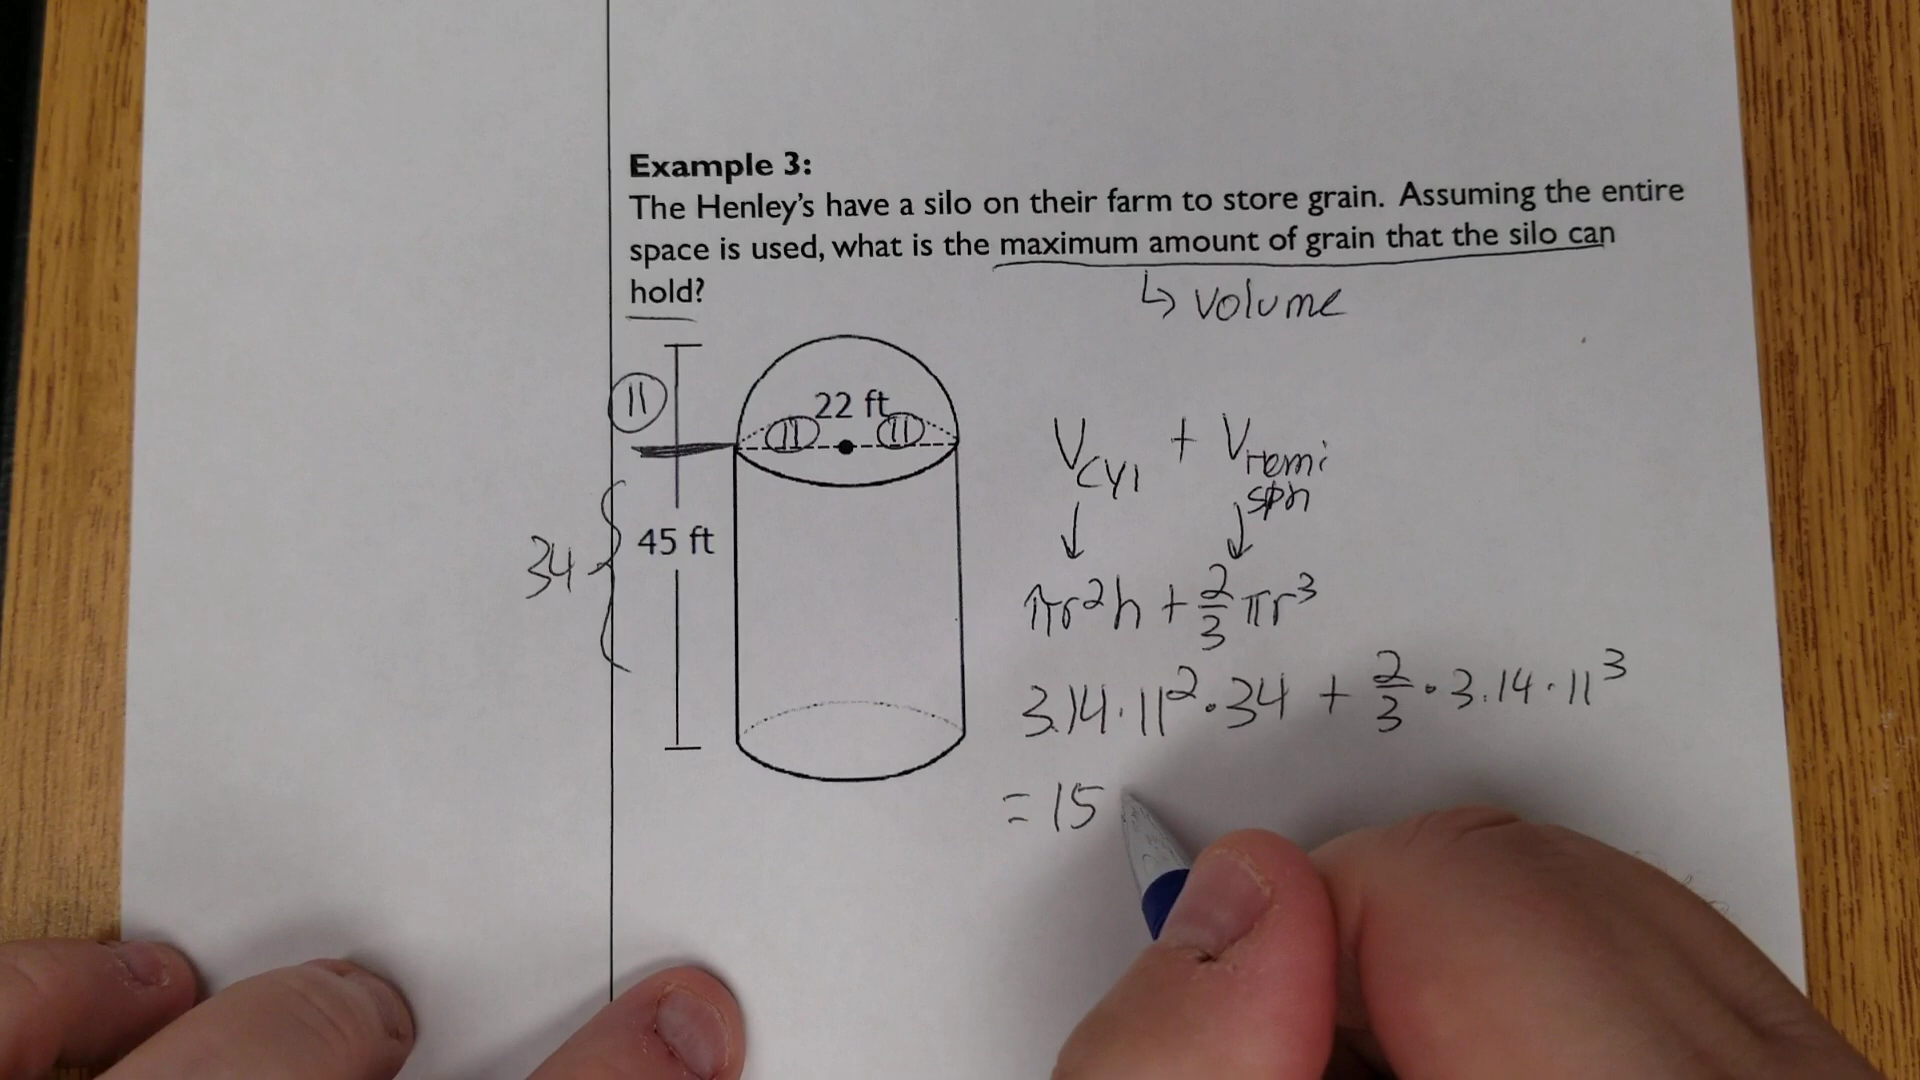 Example 3:
The Henley's have a silo on their farm to store grain. Assuming the entire
space is used, what is the maximum amount of grain that the silo can
hold?
↳ volume
11
22 ft
11 11
45 ft
34
V Cyl + V Hemi
sph
↓ ↓
πr²h + 2/3 πr³
3.14 · 11² · 34 + 2/3 · 3.14 · 11³
= 15